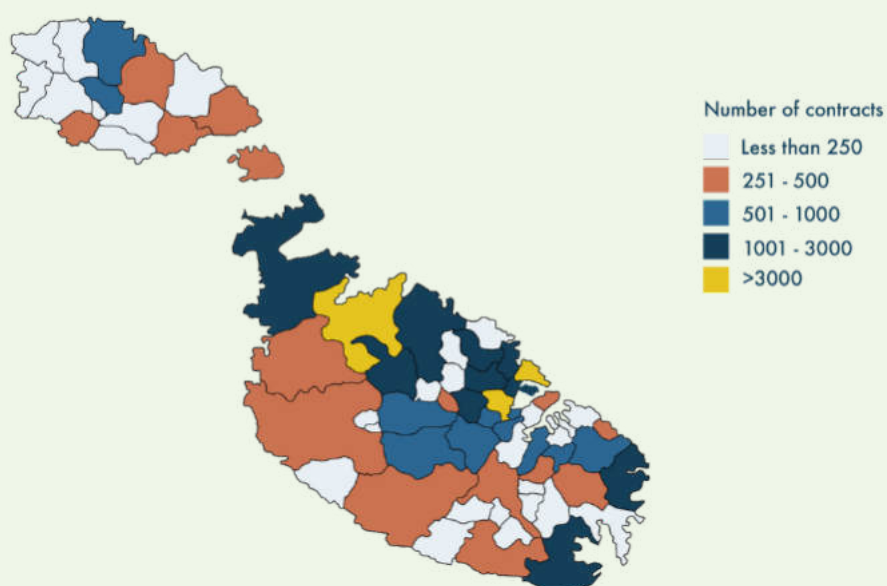 Number of contracts
Less than 250
251 - 500
501 - 1000
1001 - 3000
>3000